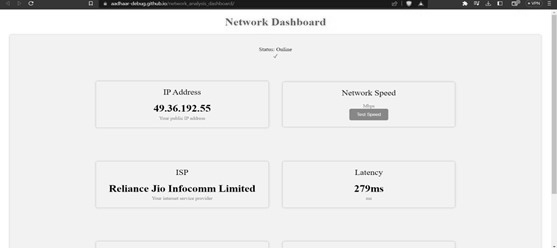 aadhaar-debug.github.io/network_analysis_dashboard/
VPN
Network Dashboard
Status: Online
✓
IP Address
49.36.192.55
Your public IP address
Network Speed
Mbps
Test Speed
ISP
Reliance Jio Infocomm Limited
Your internet service provider
Latency
279ms
ms